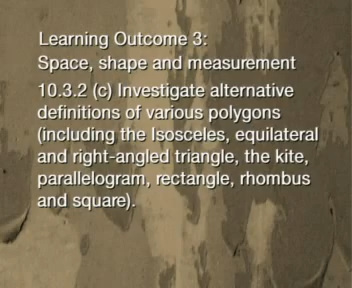 Learning Outcome 3:
Space, shape and measurement
10.3.2 (c) Investigate alternative
definitions of various polygons
(including the Isosceles, equilateral
and right-angled triangle, the kite,
parallelogram, rectangle, rhombus
and square).